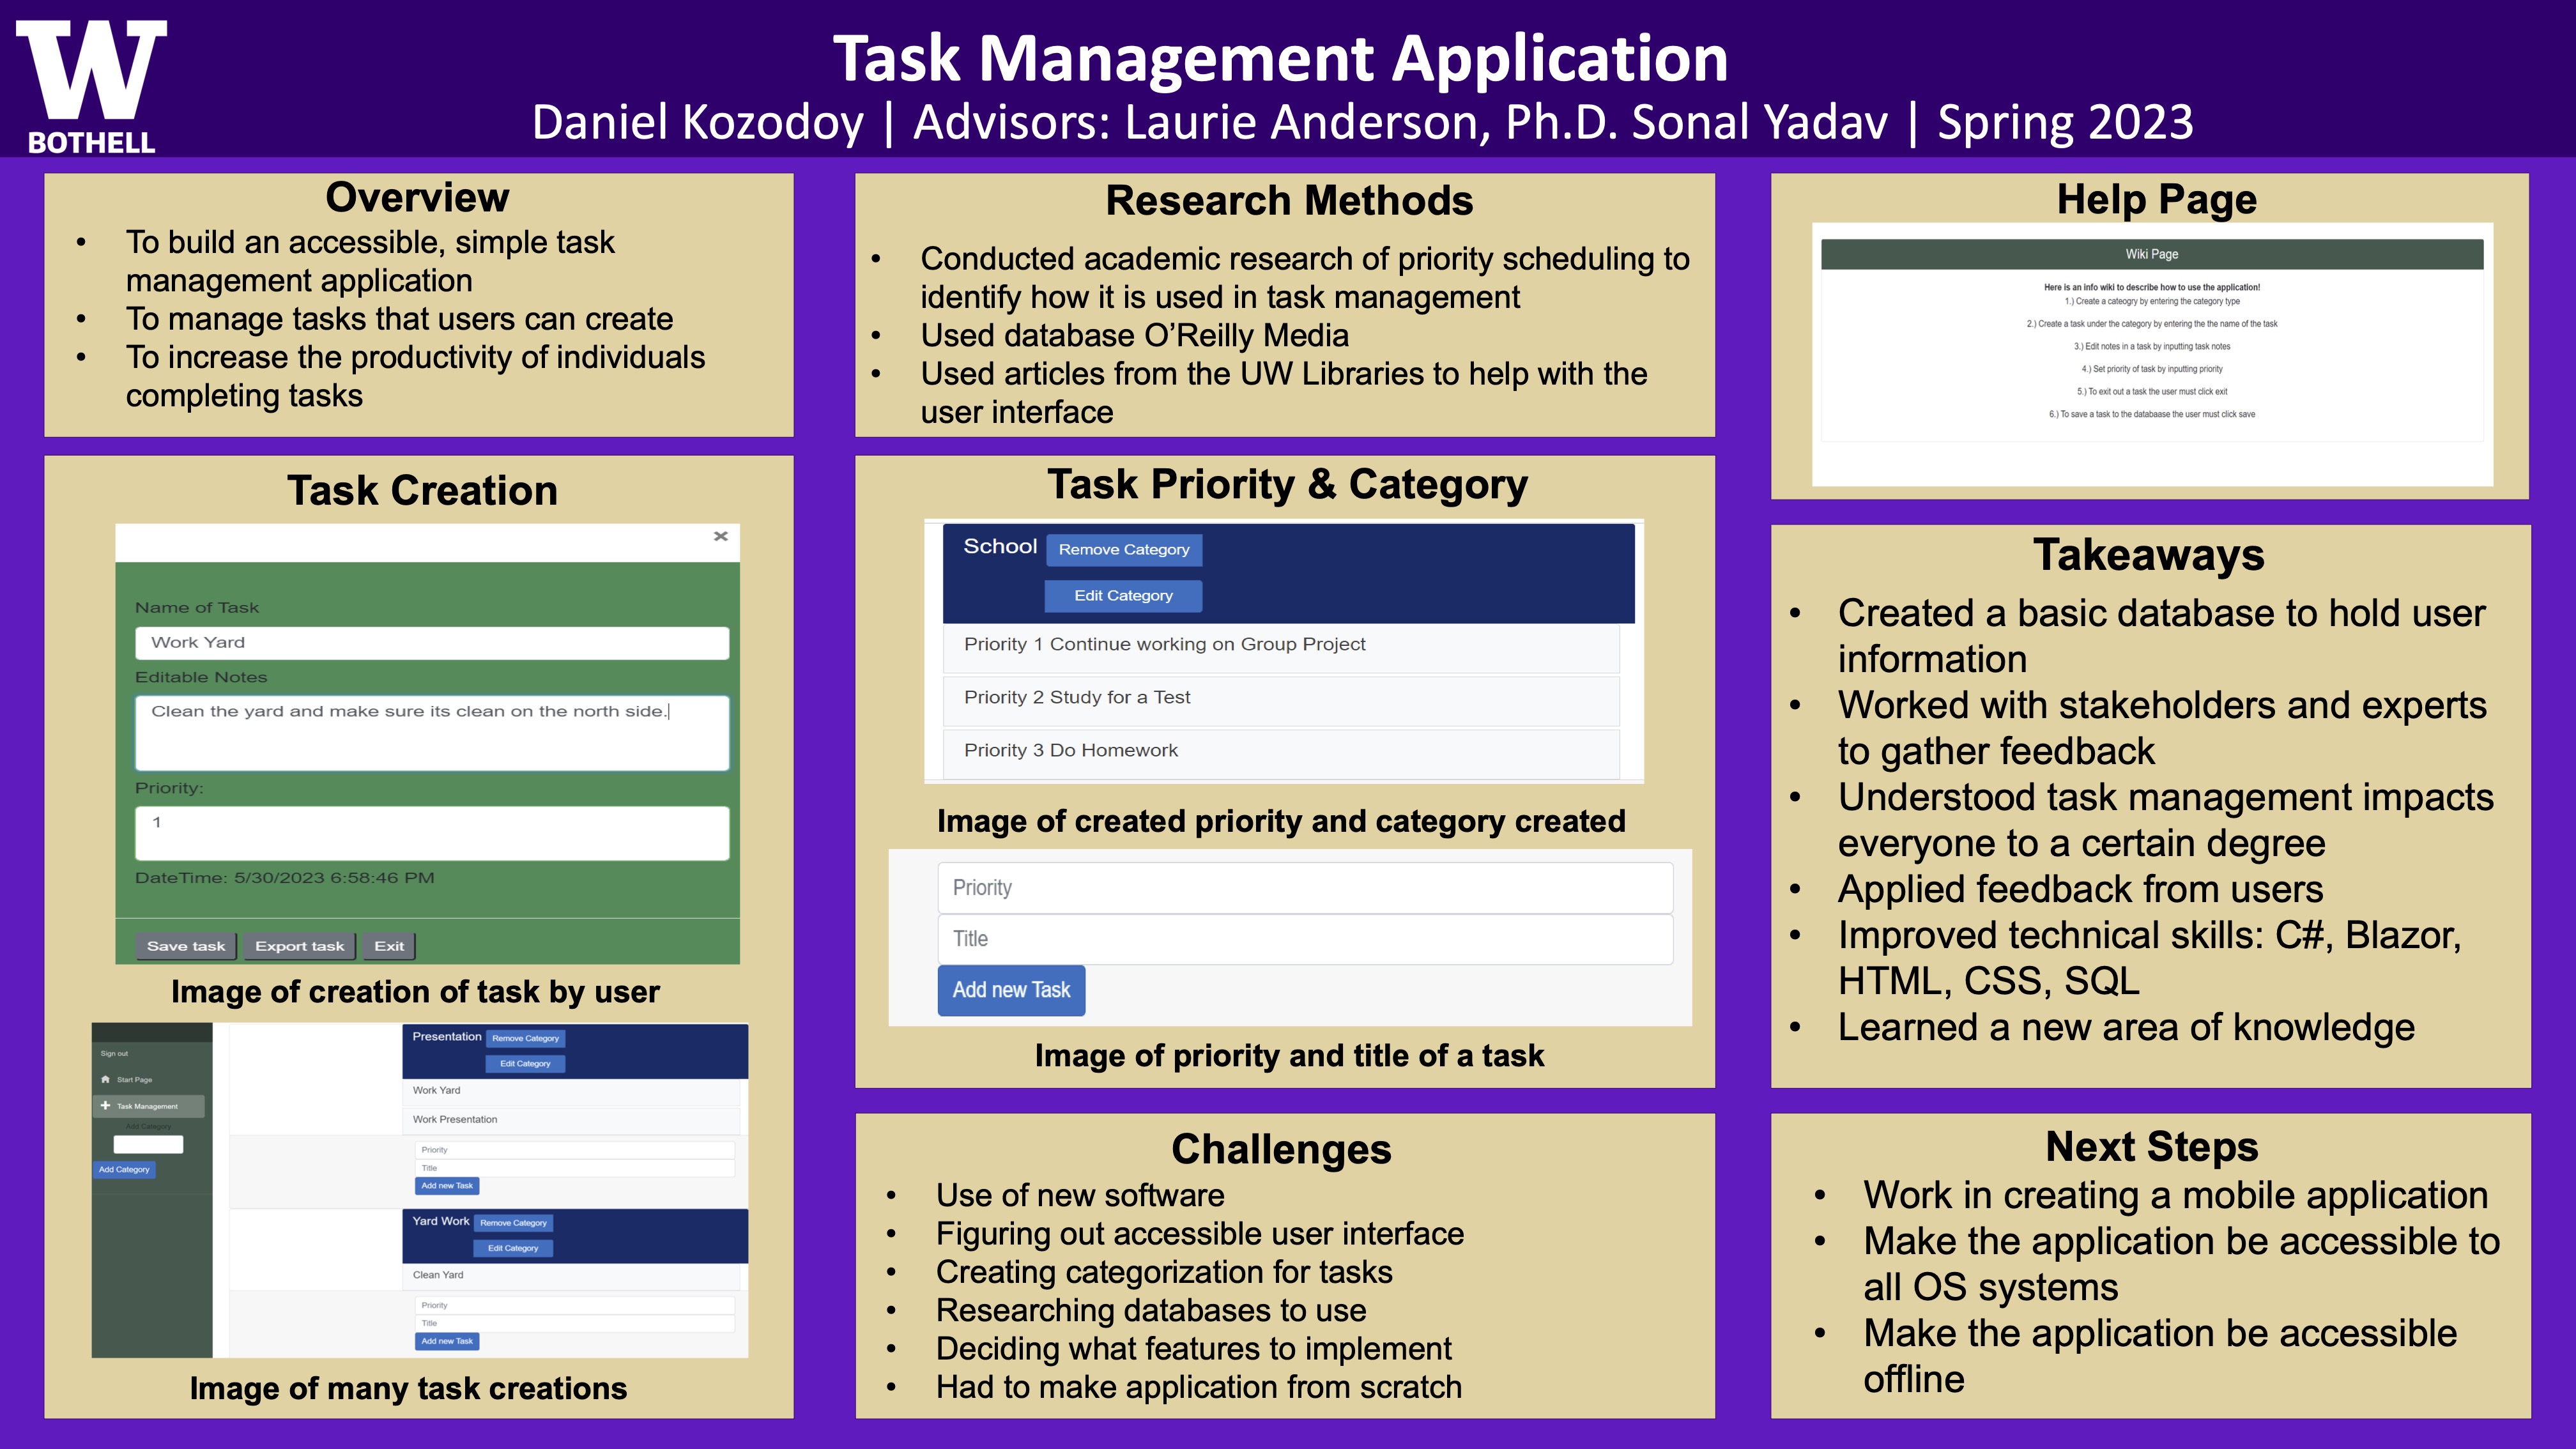 W
BOTHELL
Task Management Application
Daniel Kozodoy | Advisors: Laurie Anderson, Ph.D. Sonal Yadav | Spring 2023
Overview
• To build an accessible, simple task
management application
• To manage tasks that users can create
• To increase the productivity of individuals
completing tasks
Task Creation
×
Name of Task
Work Yard
Editable Notes
Clean the yard and make sure its clean on the north side.
Priority:
1
DateTime: 5/30/2023 6:58:46 PM
Save task Export task Exit
Image of creation of task by user
Sign out
Start Page
Task Management
Add Category
Add Category
Presentation Remove Category
Edit Category
Work Yard
Work Presentation
Priority
Title
Add new Task
Yard Work Remove Category
Edit Category
Clean Yard
Priority
Title
Add new Task
Image of many task creations
Research Methods
• Conducted academic research of priority scheduling to
identify how it is used in task management
• Used database O’Reilly Media
• Used articles from the UW Libraries to help with the
user interface
Task Priority & Category
School Remove Category
Edit Category
Priority 1 Continue working on Group Project
Priority 2 Study for a Test
Priority 3 Do Homework
Image of created priority and category created
Priority
Title
Add new Task
Image of priority and title of a task
Challenges
• Use of new software
• Figuring out accessible user interface
• Creating categorization for tasks
• Researching databases to use
• Deciding what features to implement
• Had to make application from scratch
Help Page
Wiki Page
Here is an info wiki to describe how to use the application!
1.) Create a cateogry by entering the category type
2.) Create a task under the category by entering the the name of the task
3.) Edit notes in a task by inputting task notes
4.) Set priority of task by inputting priority
5.) To exit out a task the user must click exit
6.) To save a task to the databaase the user must click save
Takeaways
• Created a basic database to hold user
information
• Worked with stakeholders and experts
to gather feedback
• Understood task management impacts
everyone to a certain degree
• Applied feedback from users
• Improved technical skills: C#, Blazor,
HTML, CSS, SQL
• Learned a new area of knowledge
Next Steps
• Work in creating a mobile application
• Make the application be accessible to
all OS systems
• Make the application be accessible
offline